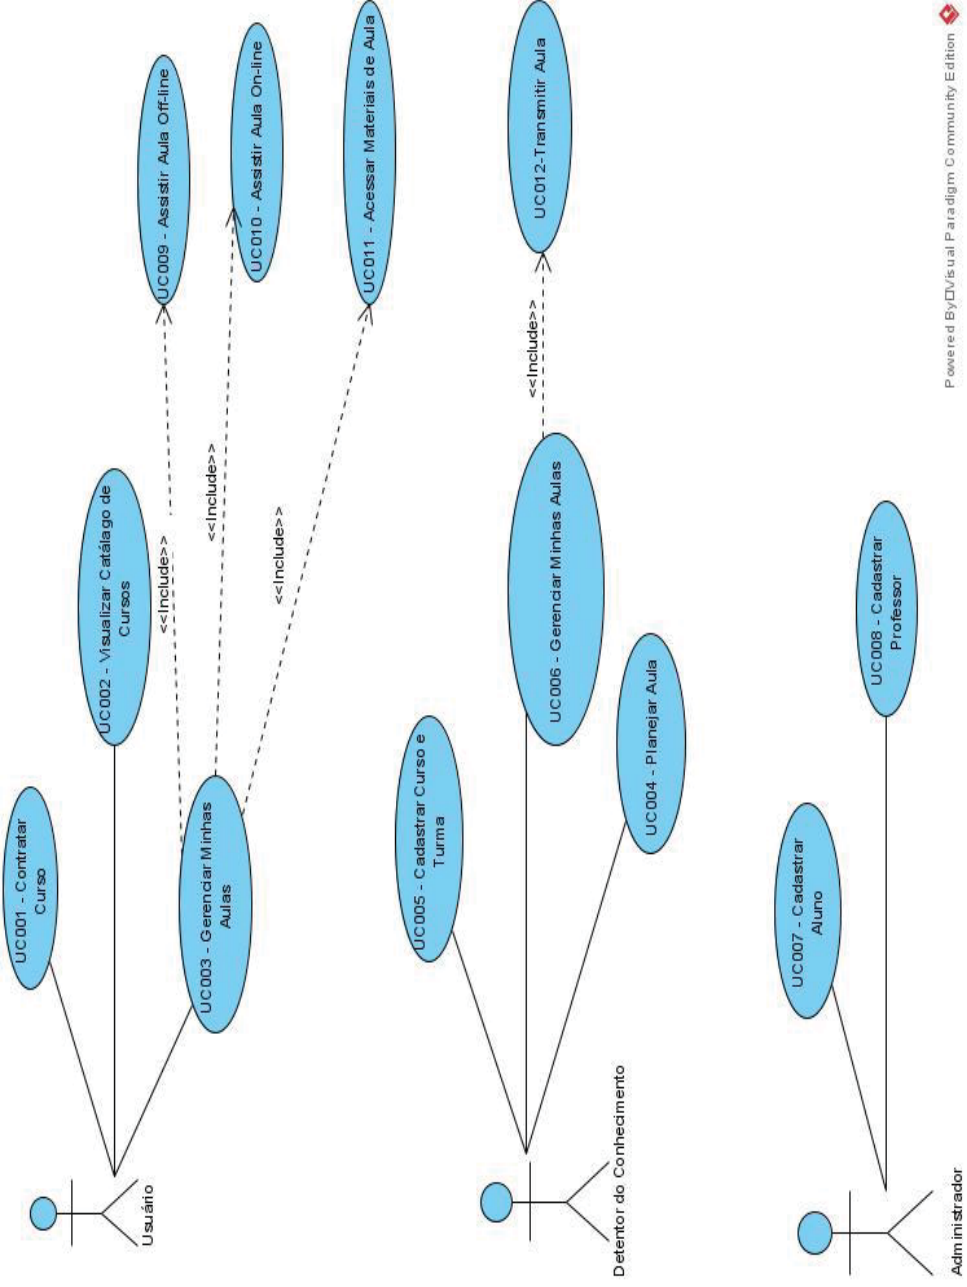 UC001 - Contratar
Curso
UC002 - Visualizar Catálago de
Cursos
UC003 - Gerenciar Minhas
Aulas
Usuário
<<Include>>
<<Include>>
<<Include>>
UC009 - Assistir Aula Off-line
UC010 - Assistir Aula On-line
UC011 - Acessar Materiais de Aula
UC005 - Cadastrar Curso e
Turma
UC006 - Gerenciar Minhas Aulas
UC004 - Planejar Aula
Detentor do Conhecimento
<<Include>>
UC012-Transmitir Aula
UC007 - Cadastrar
Aluno
UC008 - Cadastrar
Professor
Administrador
Powered By Visual Paradigm Community Edition